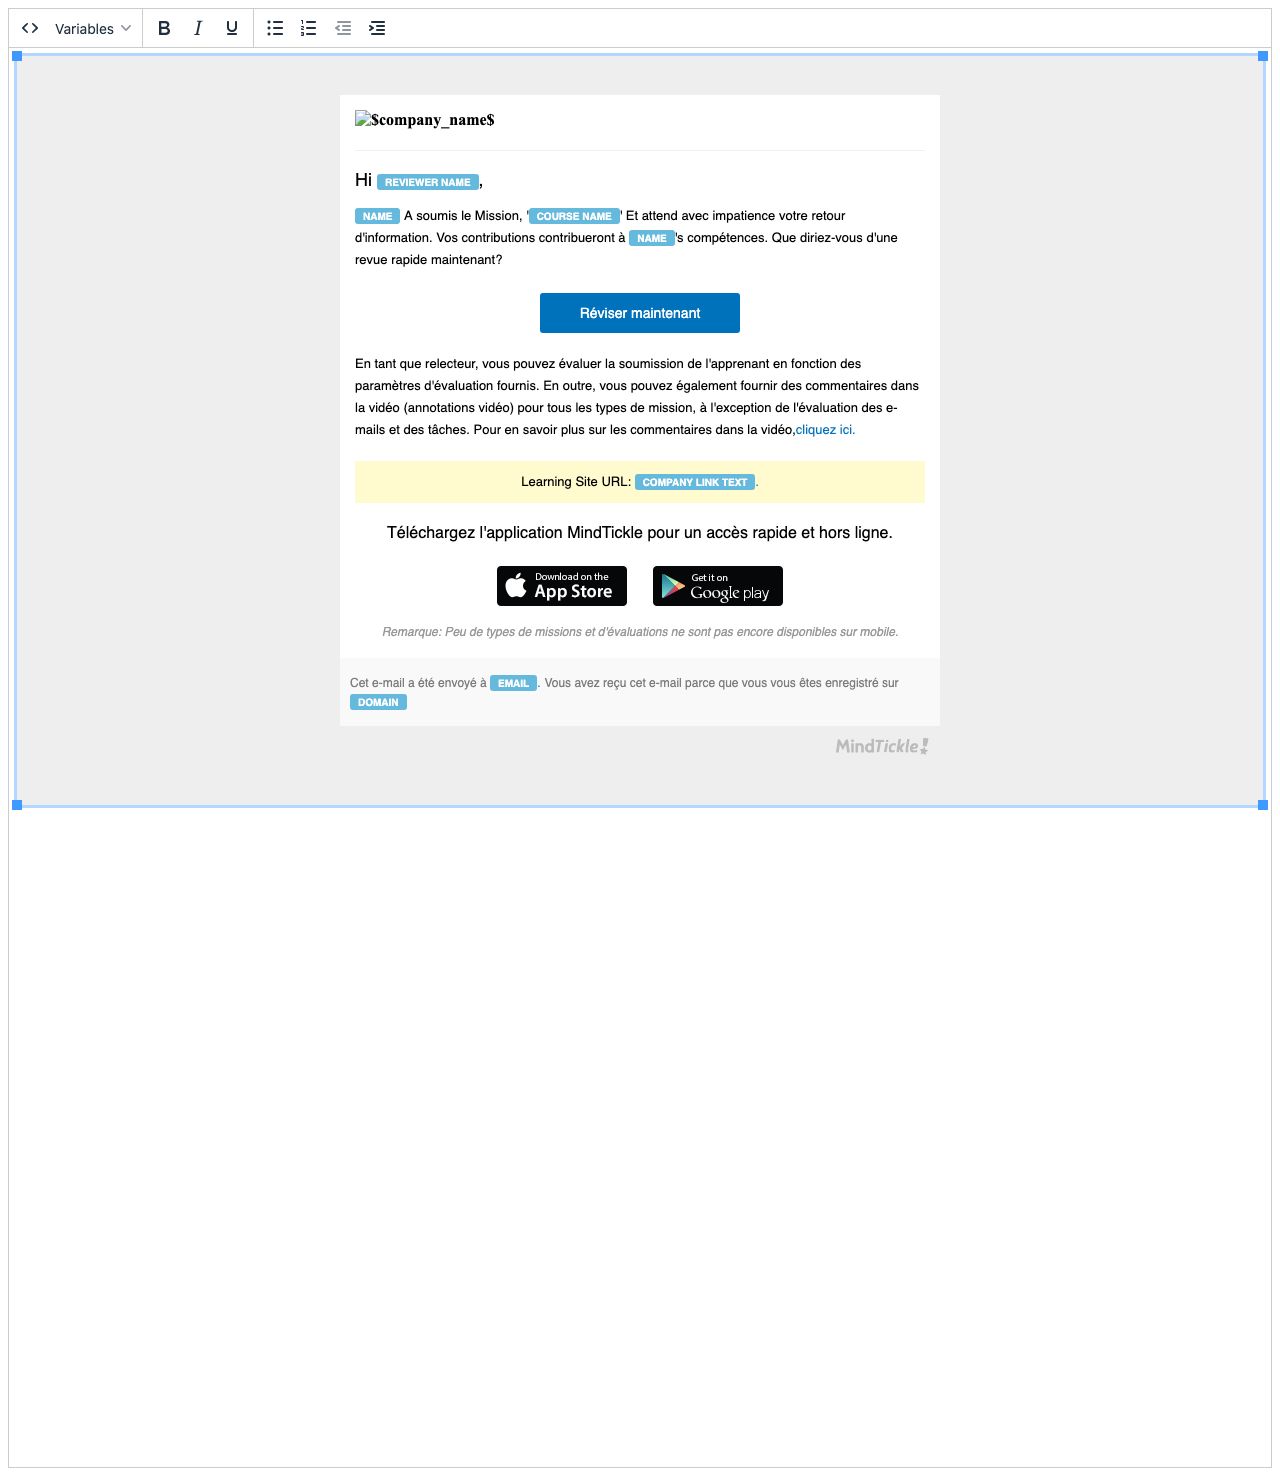 Variables
$company_name$
Hi REVIEWER NAME,
NAME A soumis le Mission, 'COURSE NAME' Et attend avec impatience votre retour
d'information. Vos contributions contribueront à NAME's compétences. Que diriez-vous d'une
revue rapide maintenant?
Réviser maintenant
En tant que relecteur, vous pouvez évaluer la soumission de l'apprenant en fonction des
paramètres d'évaluation fournis. En outre, vous pouvez également fournir des commentaires dans
la vidéo (annotations vidéo) pour tous les types de mission, à l'exception de l'évaluation des e-
mails et des tâches. Pour en savoir plus sur les commentaires dans la vidéo,cliquez ici.
Learning Site URL: COMPANY LINK TEXT.
Téléchargez l'application MindTickle pour un accès rapide et hors ligne.
Download on the
App Store
Get it on
Google play
Remarque: Peu de types de missions et d'évaluations ne sont pas encore disponibles sur mobile.
Cet e-mail a été envoyé à EMAIL. Vous avez reçu cet e-mail parce que vous vous êtes enregistré sur
DOMAIN
MindTickle!